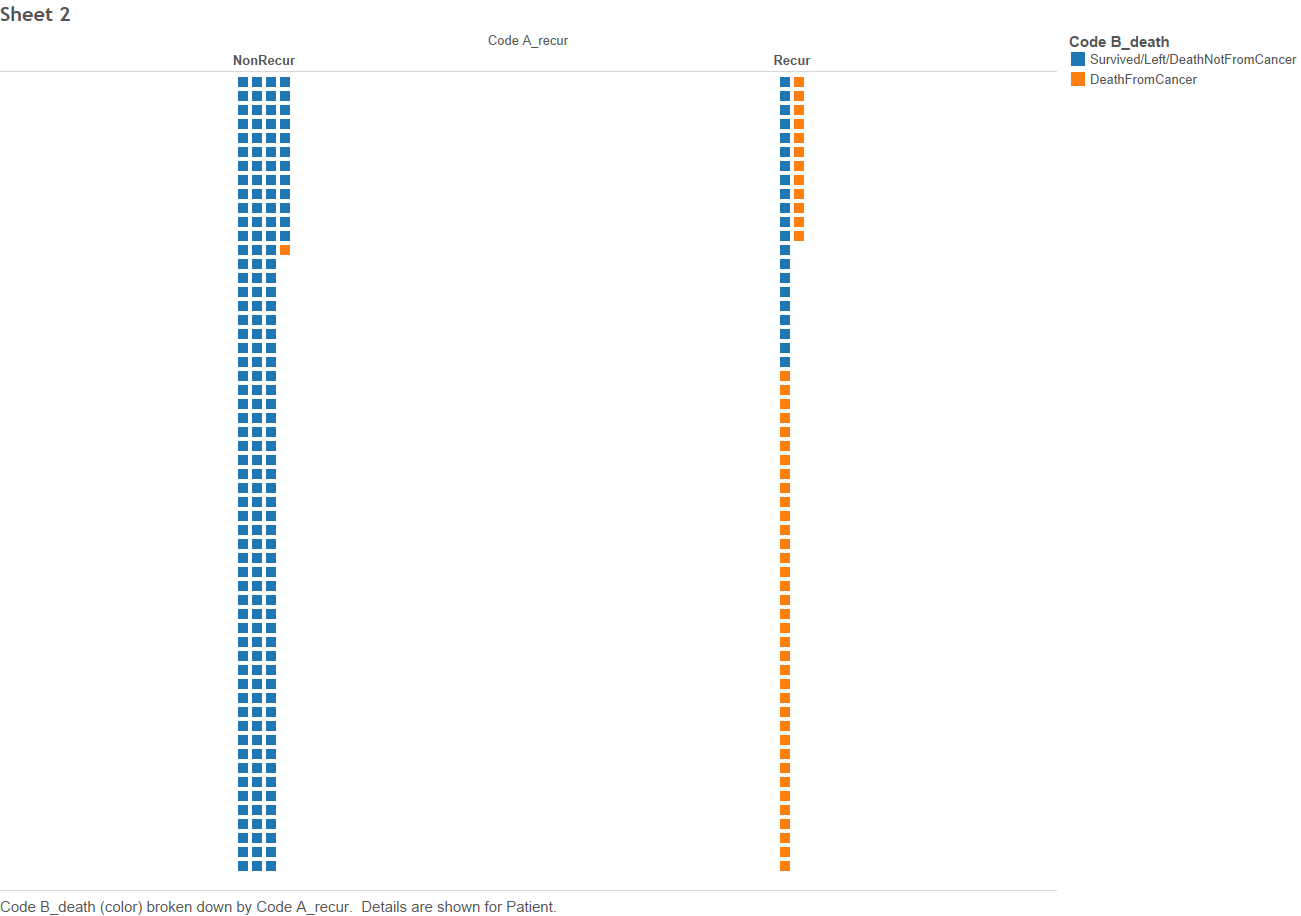 Sheet 2
Code A_recur
NonRecur
Recur
Code B_death
Survived/Left/DeathNotFromCancer
DeathFromCancer
Code B_death (color) broken down by Code A_recur.  Details are shown for Patient.